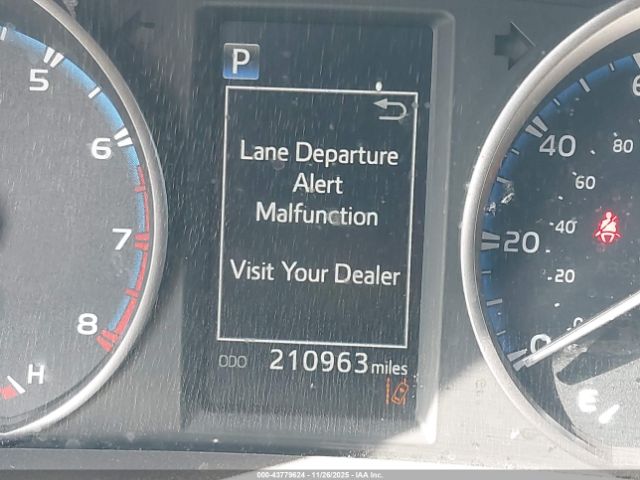 P
Lane Departure
Alert
Malfunction
Visit Your Dealer
ODO 210963 miles
5
6
7
8
H
0
20
40
20
40
60
80
E
000-43779624 - 11/26/2025 - IAA Inc.